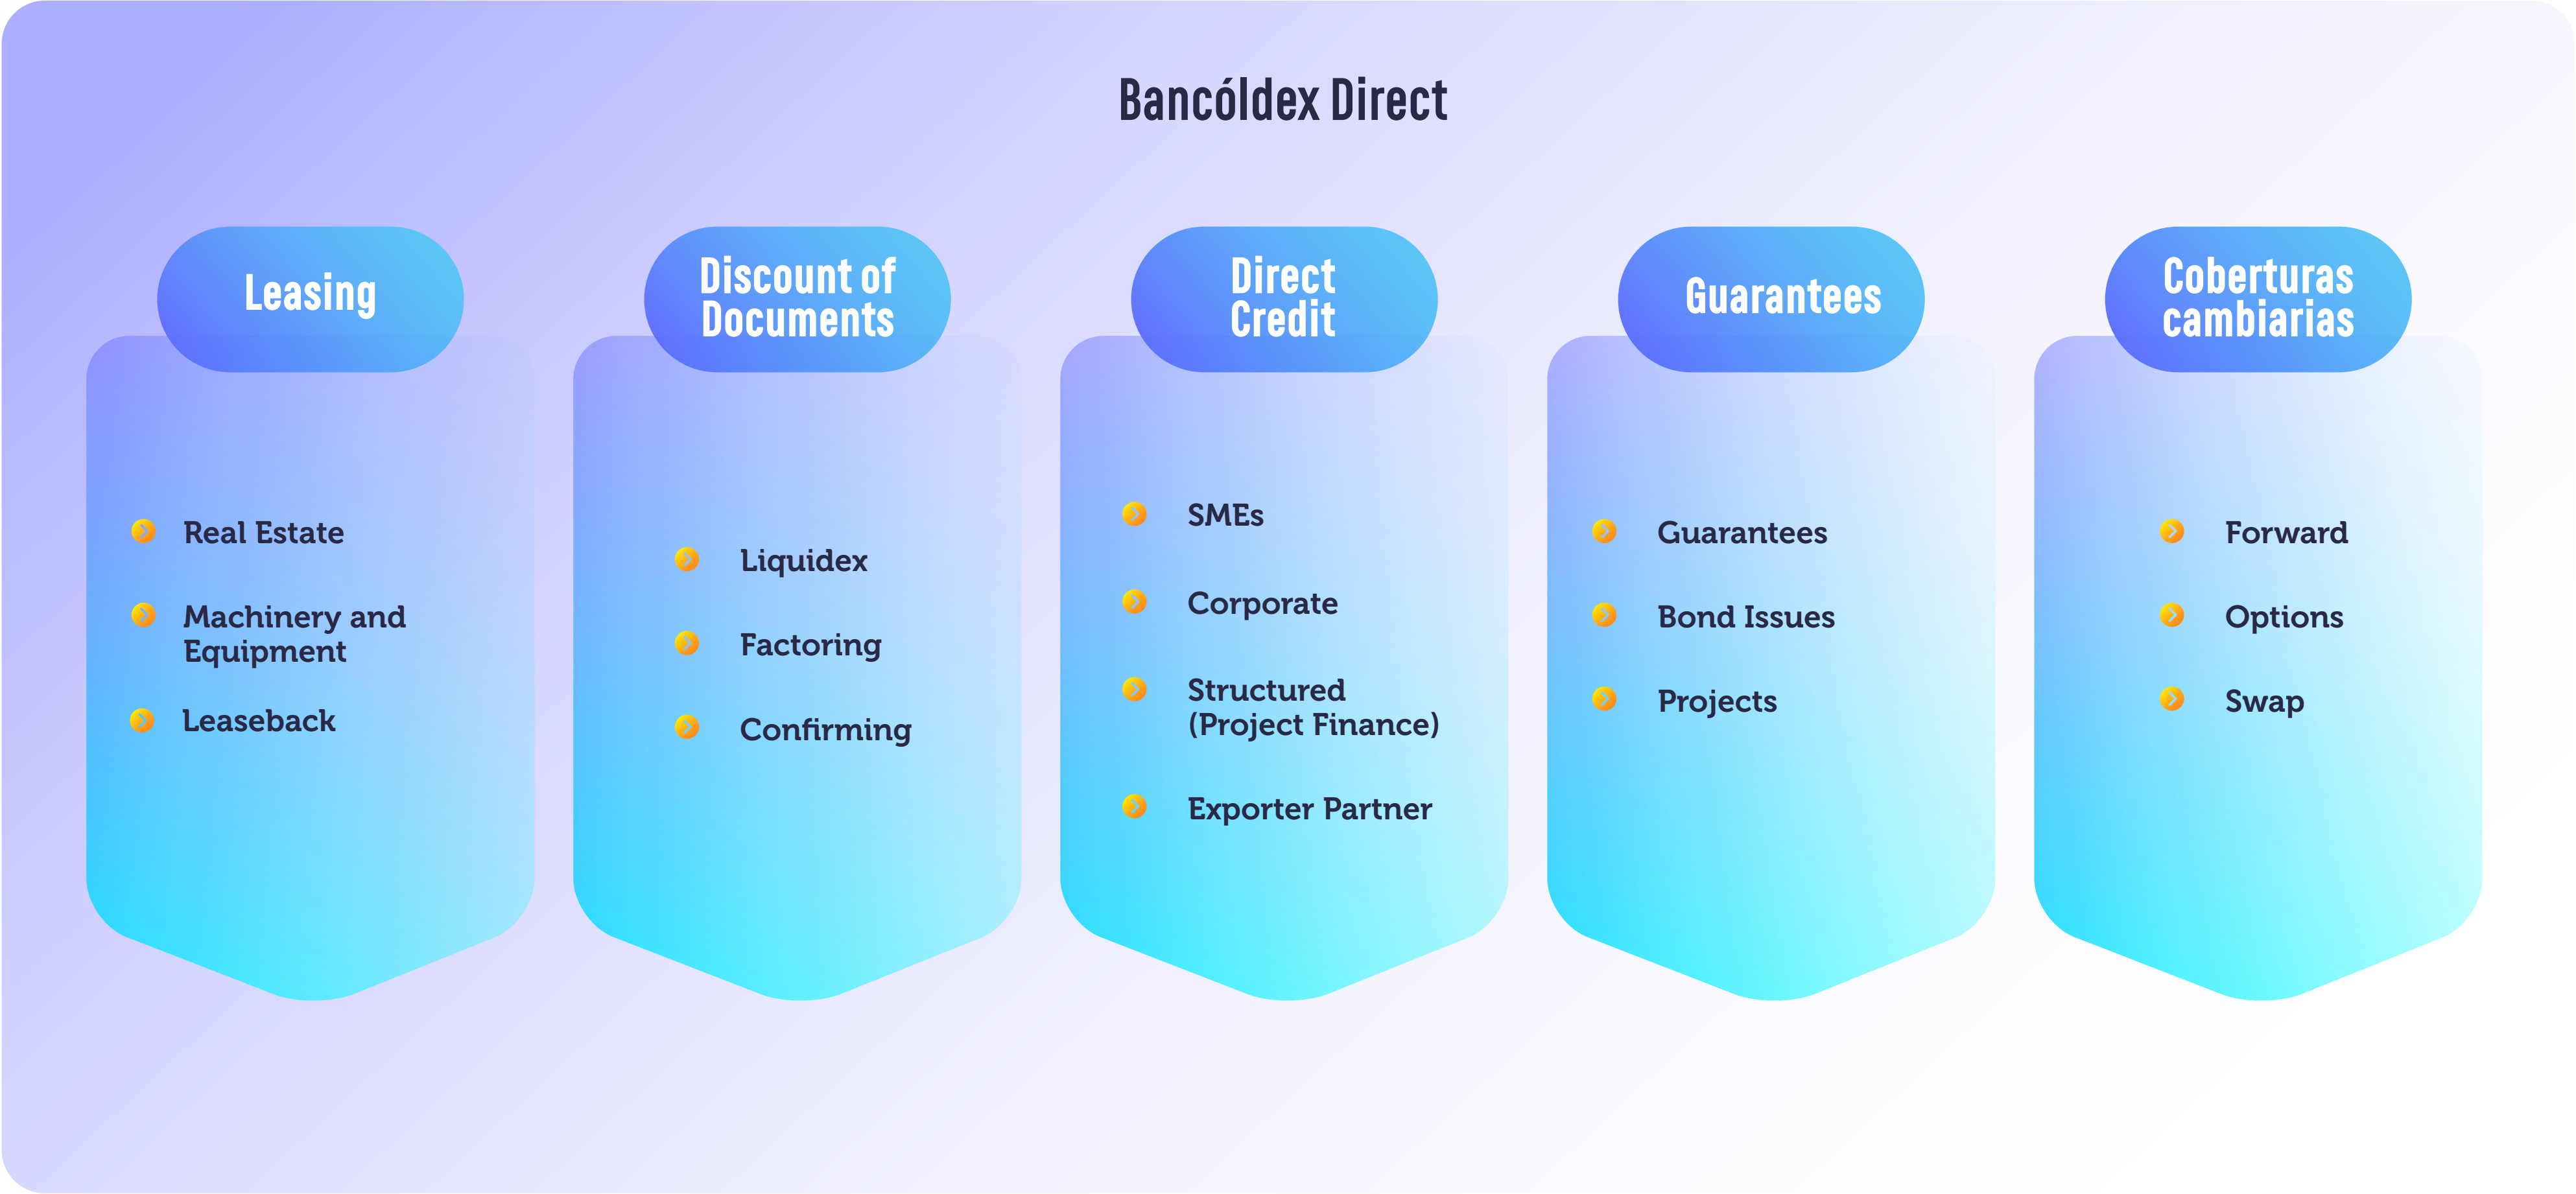 Bancóldex Direct
Leasing
Real Estate
Machinery and
Equipment
Leaseback
Discount of
Documents
Liquidex
Factoring
Confirming
Direct
Credit
SMEs
Corporate
Structured
(Project Finance)
Exporter Partner
Guarantees
Guarantees
Bond Issues
Projects
Coberturas
cambiarias
Forward
Options
Swap